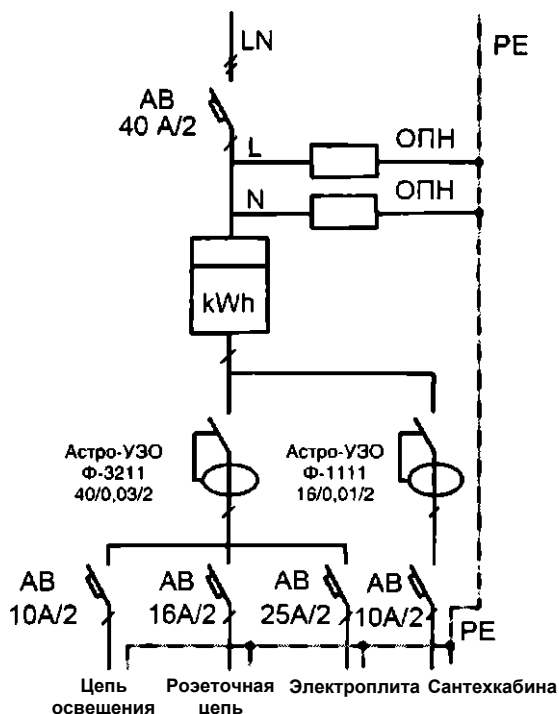 LN
PE
АВ
40 А/2
L
ОПН
N
ОПН
kWh
Астро-УЗО
Ф-3211
40/0,03/2
Астро-УЗО
Ф-1111
16/0,01/2
АВ
10А/2
АВ
16А/2
АВ
25А/2
АВ
10А/2
PE
Цепь
освещения
Розеточная
цепь
Электроплита
Сантехкабина